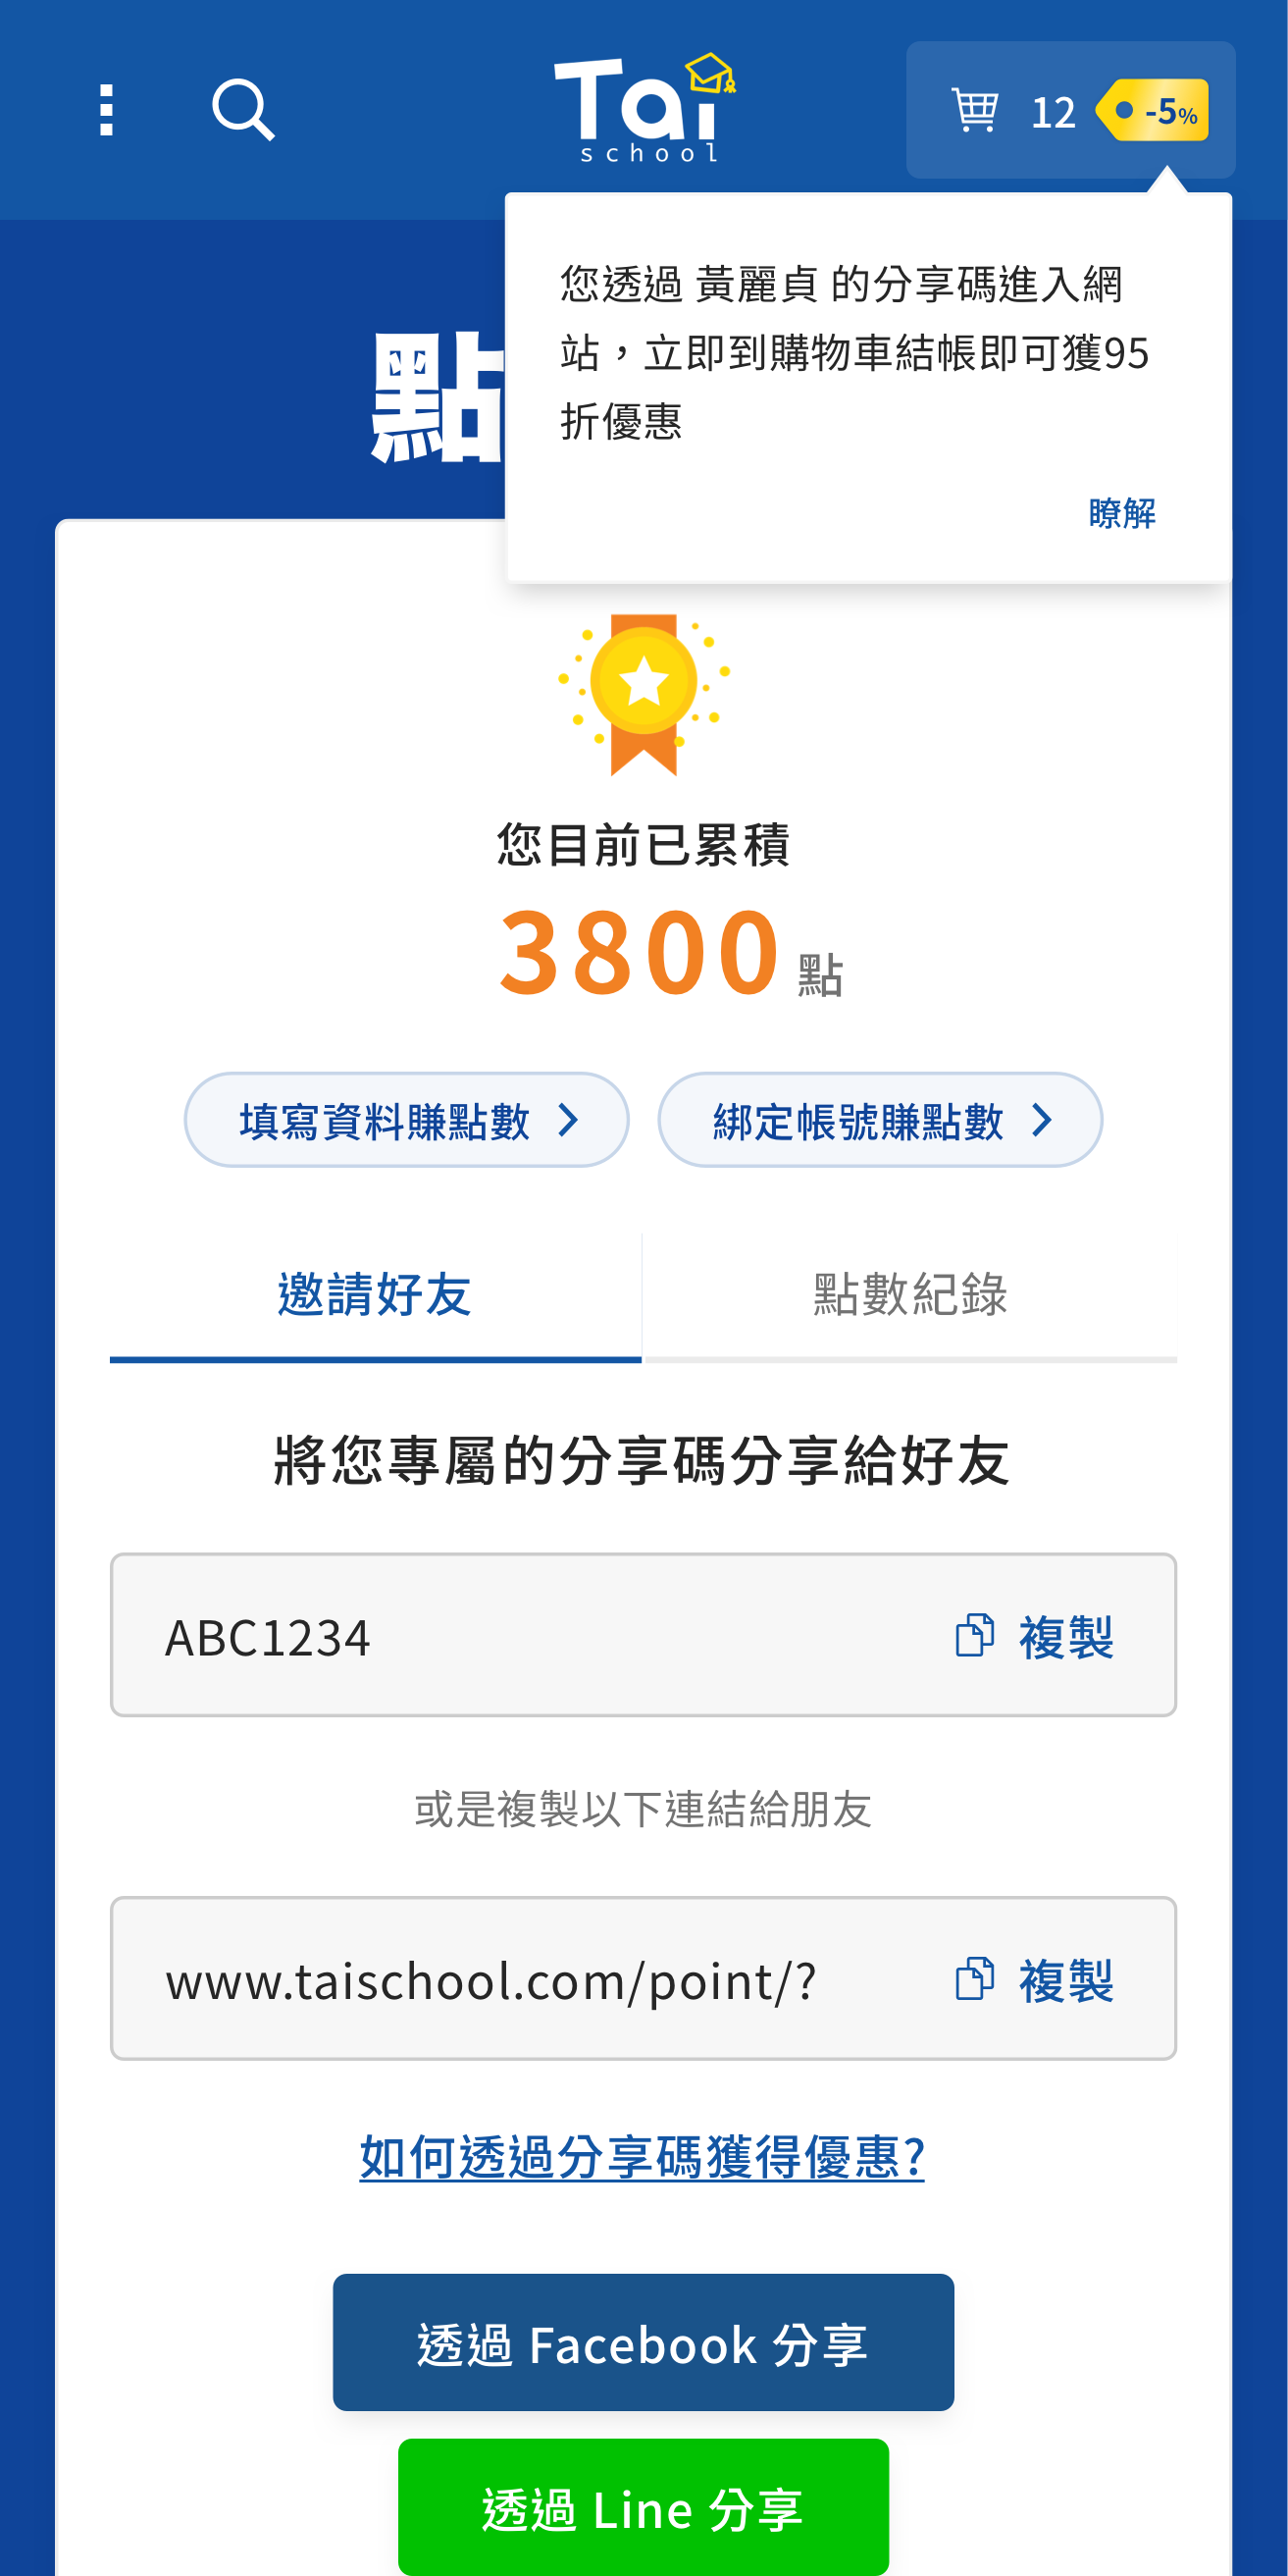 Tai
school
12
-5%
您透過 黃麗貞 的分享碼進入網
站，立即到購物車結帳即可獲95
折優惠
瞭解
點
您目前已累積
3800 點
填寫資料賺點數
綁定帳號賺點數
邀請好友
點數紀錄
將您專屬的分享碼分享給好友
ABC1234
複製
或是複製以下連結給朋友
www.taischool.com/point/?
複製
如何透過分享碼獲得優惠?
透過 Facebook 分享
透過 Line 分享